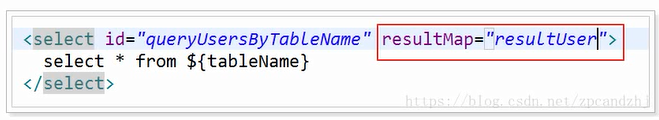 <select id="queryUsersByTableName" resultMap="resultUser">
select * from ${tableName}
</select>
https://blog.csdn.net/zpcandzhj